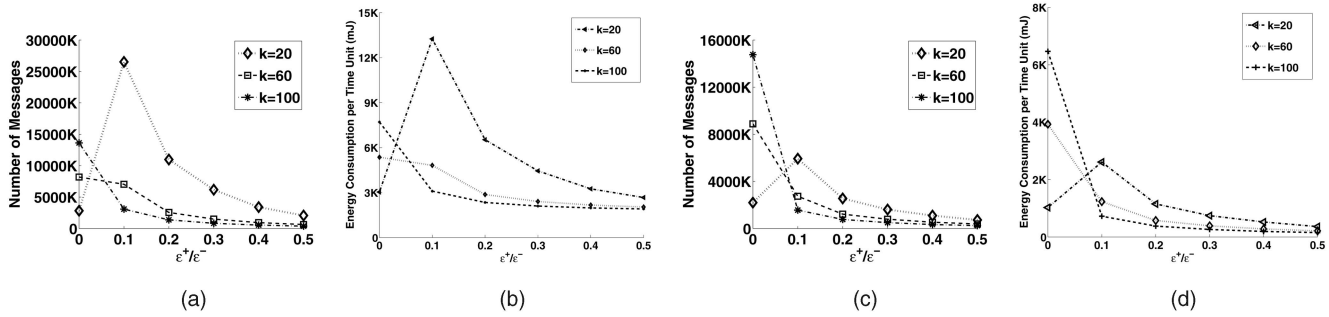 30000K
25000K
20000K
15000K
10000K
5000K
0
0
0.1
0.2
0.3
0.4
0.5
Number of Messages
ε⁺/ε⁻
k=20
k=60
k=100
(a)
15K
12K
9K
6K
3K
0
0
0.1
0.2
0.3
0.4
0.5
Energy Consumption per Time Unit (mJ)
ε⁺/ε⁻
k=20
k=60
k=100
(b)
16000K
12000K
8000K
4000K
0
0
0.1
0.2
0.3
0.4
0.5
Number of Messages
ε⁺/ε⁻
k=20
k=60
k=100
(c)
8K
6K
4K
2K
0
0
0.1
0.2
0.3
0.4
0.5
Energy Consumption per Time Unit (mJ)
ε⁺/ε⁻
k=20
k=60
k=100
(d)